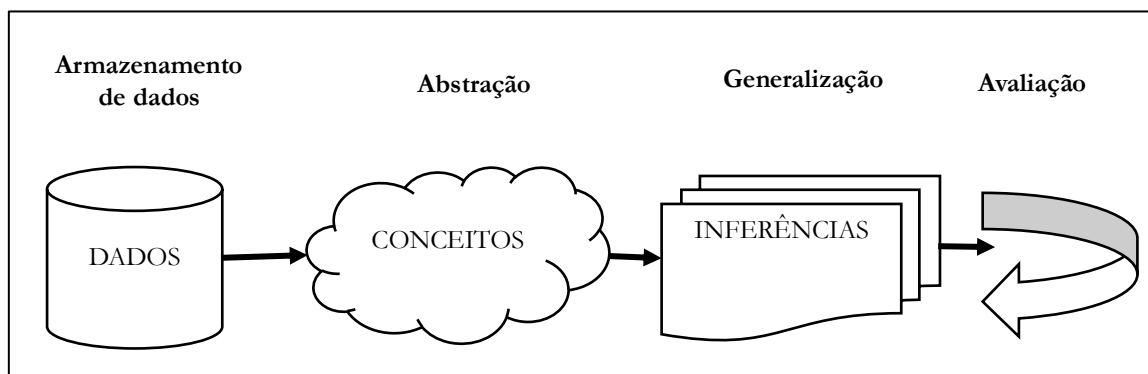 Armazenamento
de dados
Abstração
Generalização
Avaliação
DADOS
CONCEITOS
INFERÊNCIAS